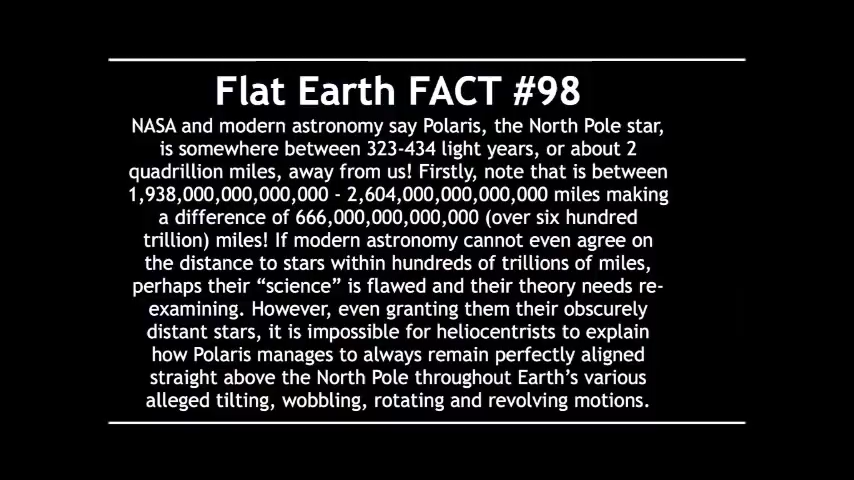 Flat Earth FACT #98
NASA and modern astronomy say Polaris, the North Pole star,
is somewhere between 323-434 light years, or about 2
quadrillion miles, away from us! Firstly, note that is between
1,938,000,000,000,000 - 2,604,000,000,000,000 miles making
a difference of 666,000,000,000,000 (over six hundred
trillion) miles! If modern astronomy cannot even agree on
the distance to stars within hundreds of trillions of miles,
perhaps their “science” is flawed and their theory needs re-
examining. However, even granting them their obscurely
distant stars, it is impossible for heliocentrists to explain
how Polaris manages to always remain perfectly aligned
straight above the North Pole throughout Earth’s various
alleged tilting, wobbling, rotating and revolving motions.